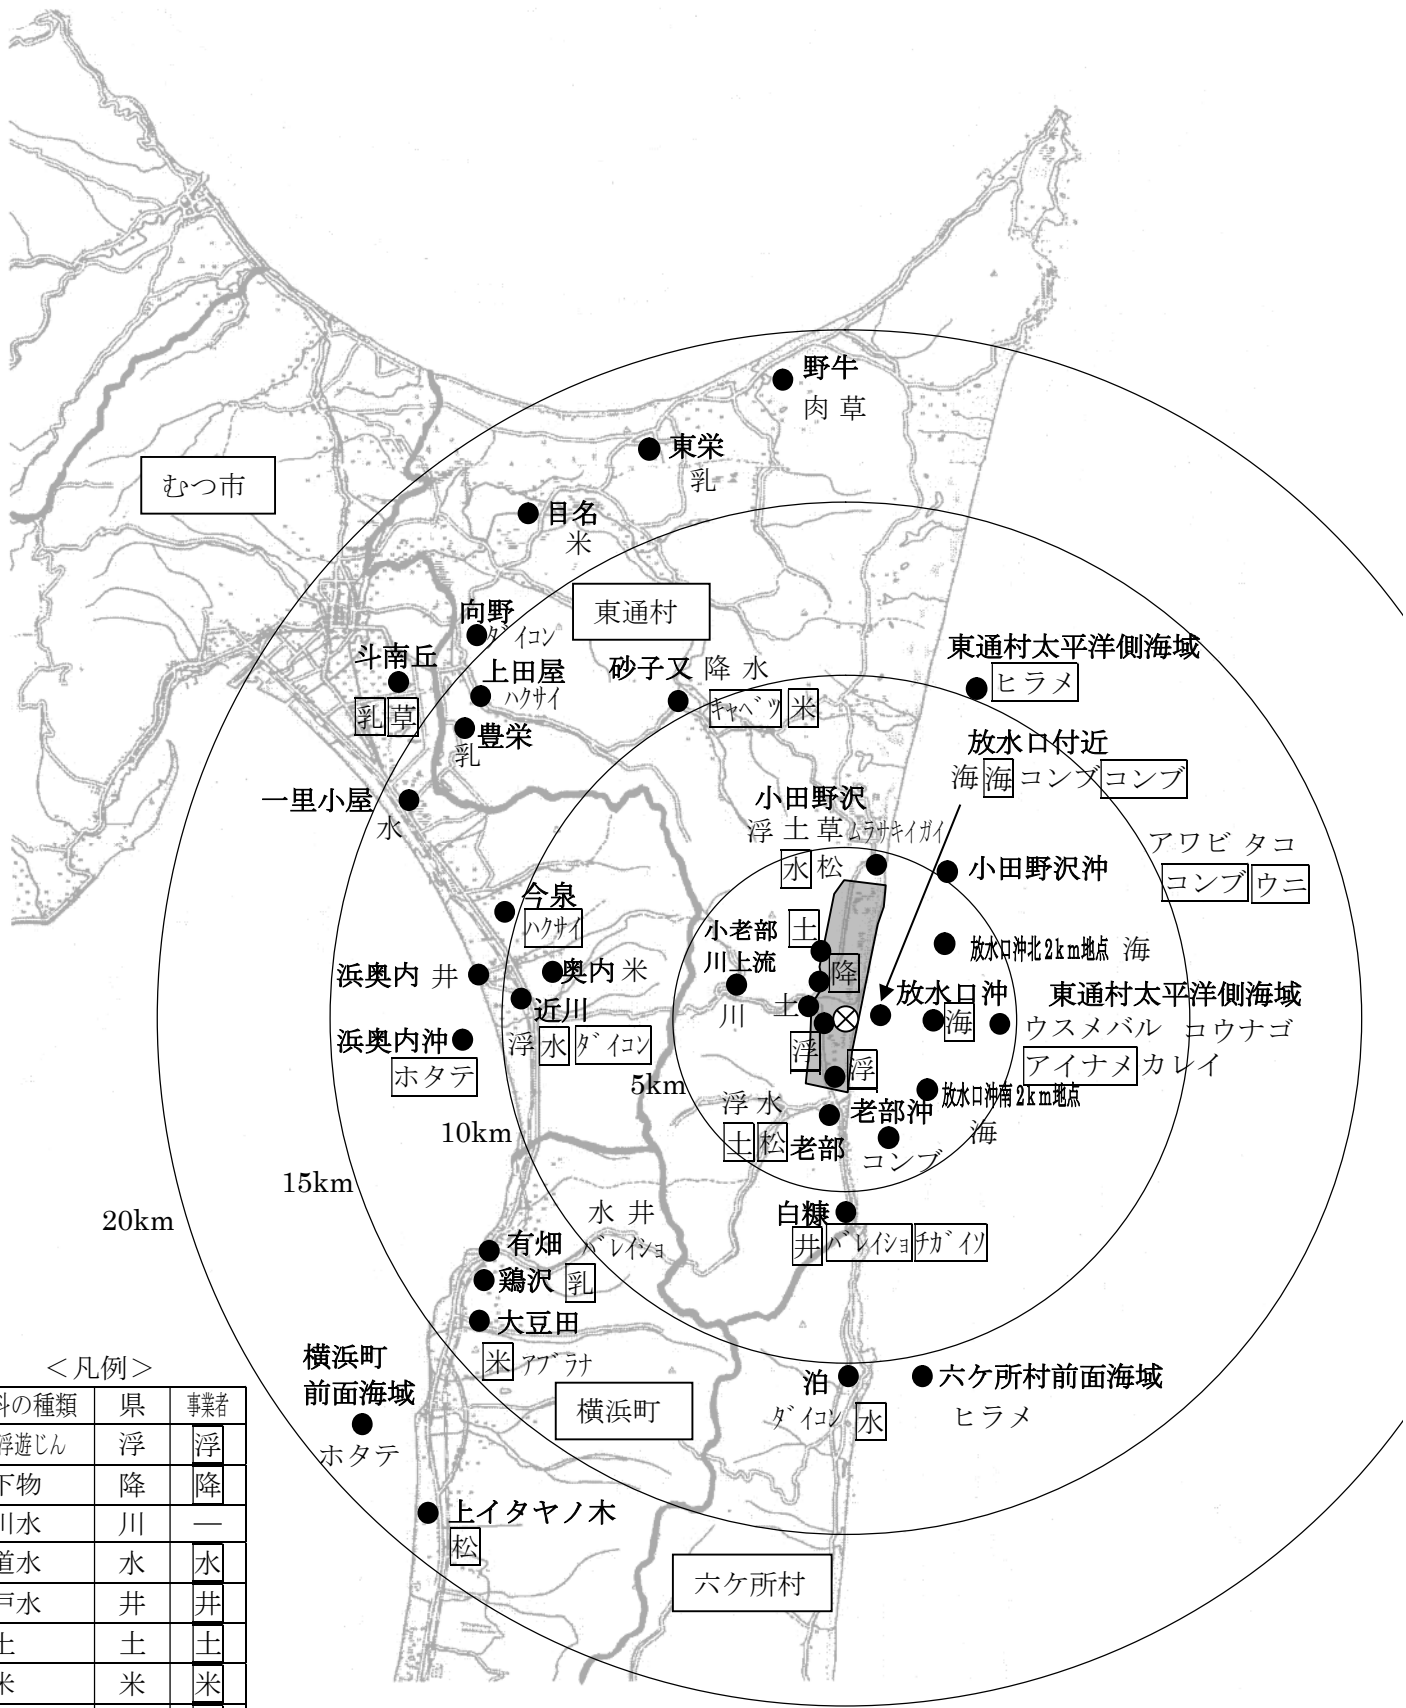 野牛
肉 草
東栄
乳
むつ市
目名
米
東通村
向野
ダイコン
斗南丘
乳 草
上田屋
ハクサイ
豊栄
乳
砂子又 降 水
キャベツ 米
東通村太平洋側海域
ヒラメ
放水口付近
海 海 コンブ コンブ
一里小屋
水
小田野沢
浮 土 草 ムラサキイガイ
水 松
アワビ タコ
コンブ ウニ
小田野沢沖
今泉
ハクサイ
小老部
川上流
川
土
降
土
浮
浮
放水口沖北2km地点 海
浜奥内 井
奥内 米
近川
浮 水 ダイコン
浜奥内沖
ホタテ
放水口沖
海
東通村太平洋側海域
ウスメバル コウナゴ
アイナメ カレイ
5km
放水口沖南2km地点
海
浮 水
土 松 老部
老部沖
コンブ
10km
15km
20km
白糠
井 バレイショ チガイソ
水 井
バレイショ
有畑
鶏沢 乳
大豆田
米 アブラナ
横浜町
前面海域
ホタテ
横浜町
泊
ダイコン 水
六ケ所村前面海域
ヒラメ
上イタヤノ木
松
六ケ所村
＜凡例＞
料の種類 県 事業者
浮遊じん 浮 浮
下物 降 降
川水 川 ―
道水 水 水
戸水 井 井
土 土 土
米 米 米